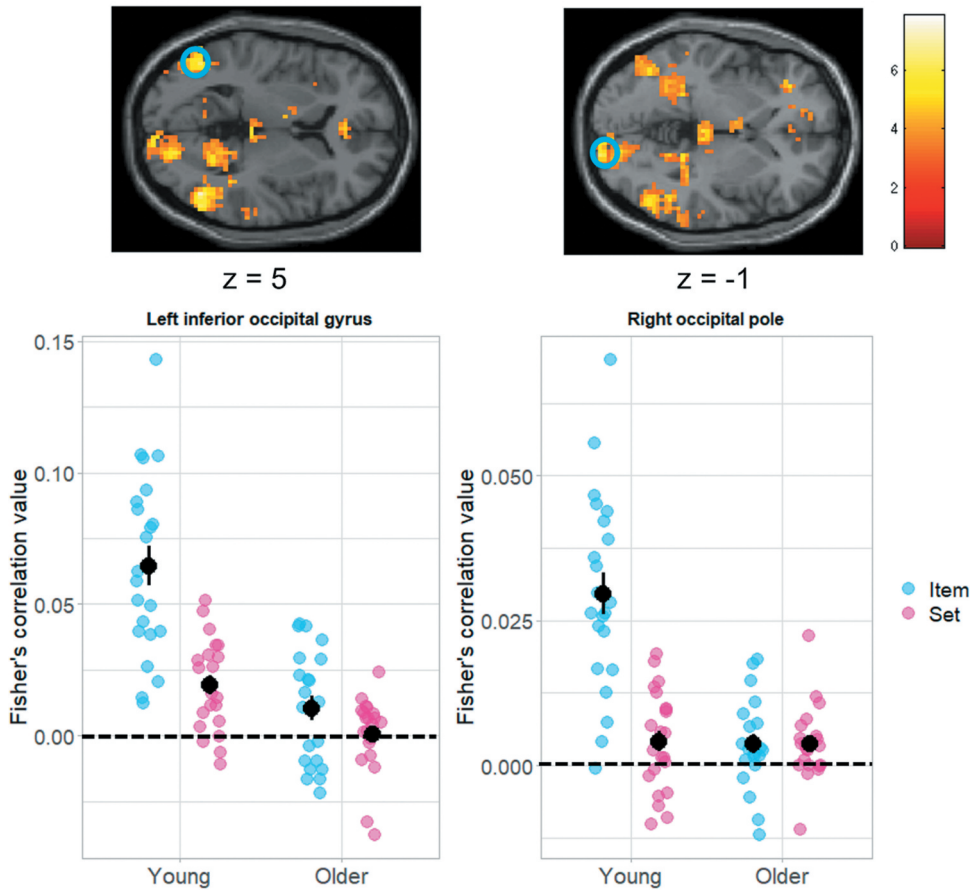 6
4
2
0
z = 5
z = -1
Left inferior occipital gyrus
Right occipital pole
Fisher's correlation value
0.15
0.10
0.05
0.00
Young
Older
Fisher's correlation value
0.050
0.025
0.000
Young
Older
Item
Set